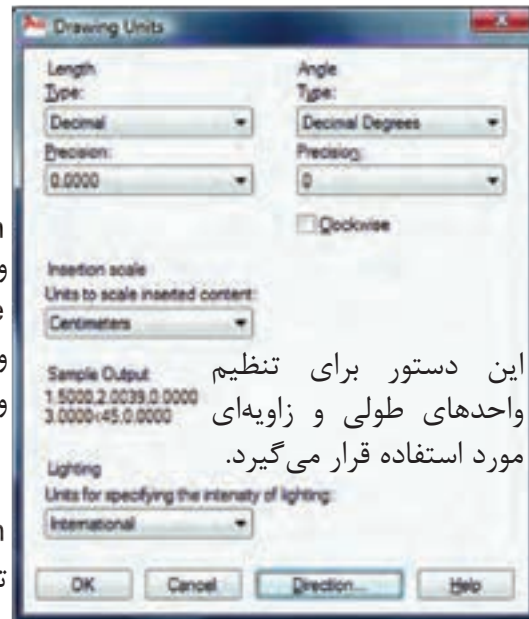 Drawing Units
Length
Type:
Decimal
Precision:
0.0000
Angle
Type:
Decimal Degrees
Precision:
0
Clockwise
Insertion scale
Units to scale inserted content:
Centimeters
Sample Output
1.5000,2.0039,0.0000
3.0000<45,0.0000
این دستور برای تنظیم
واحدهای طولی و زاویه‌ای
مورد استفاده قرار می‌گیرد.
Lighting
Units for specifying the intensity of lighting:
International
OK Cancel Direction... Help